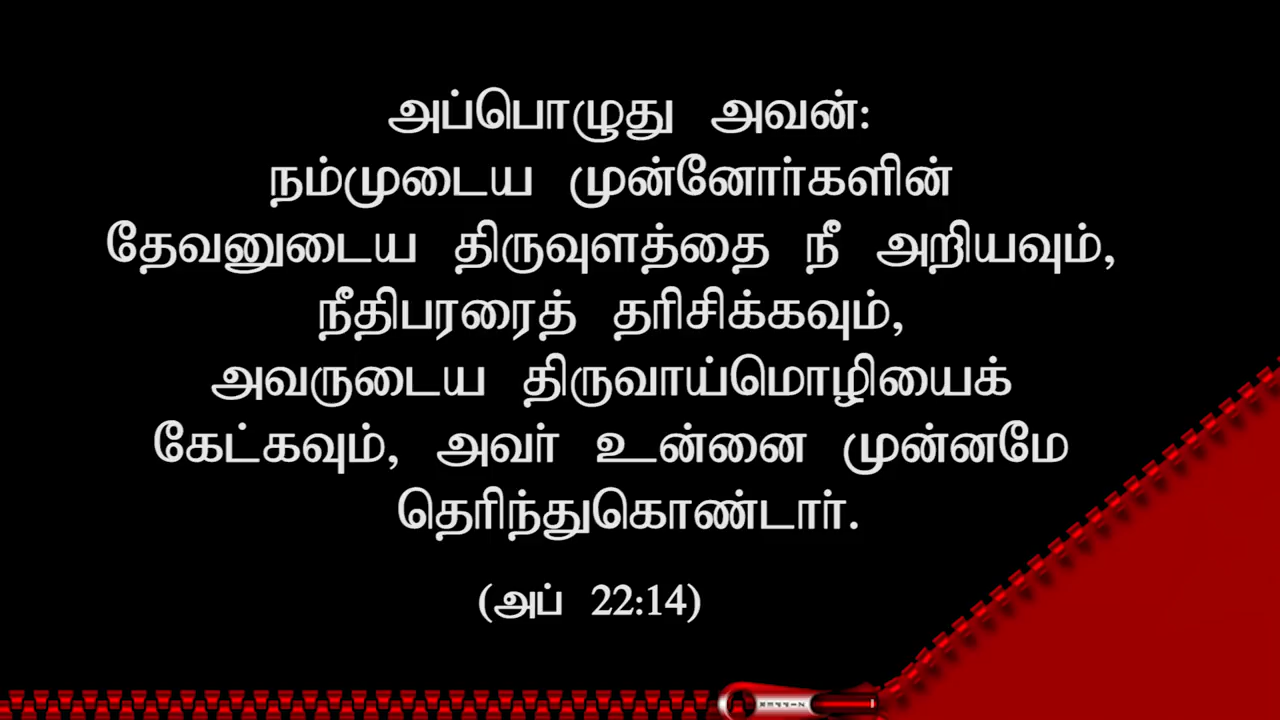 அப்பொழுது அவன்:
நம்முடைய முன்னோர்களின்
தேவனுடைய திருவுளத்தை நீ அறியவும்,
நீதிபரரைத் தரிசிக்கவும்,
அவருடைய திருவாய்மொழியைக்
கேட்கவும், அவர் உன்னை முன்னமே
தெரிந்துகொண்டார்.
(அப் 22:14)